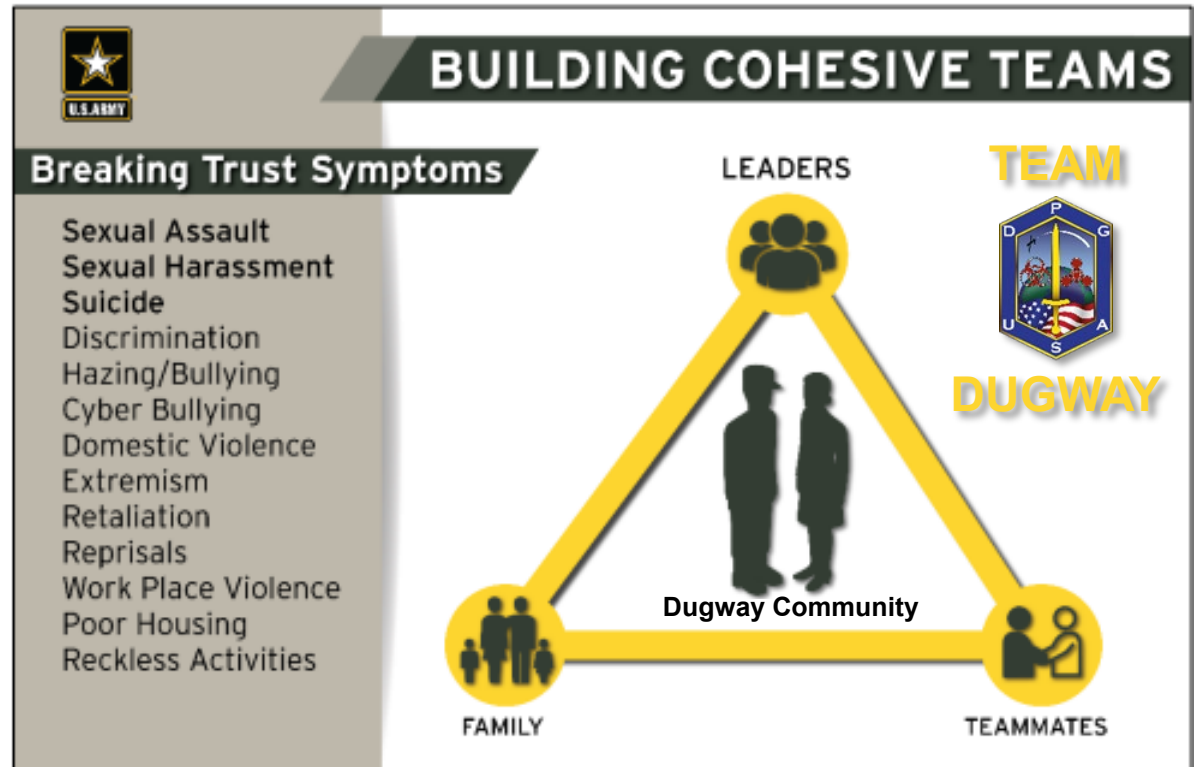 U.S.ARMY
BUILDING COHESIVE TEAMS
Breaking Trust Symptoms
Sexual Assault
Sexual Harassment
Suicide
Discrimination
Hazing/Bullying
Cyber Bullying
Domestic Violence
Extremism
Retaliation
Reprisals
Work Place Violence
Poor Housing
Reckless Activities
LEADERS
TEAM
P
D G
U A
S
DUGWAY
Dugway Community
FAMILY
TEAMMATES